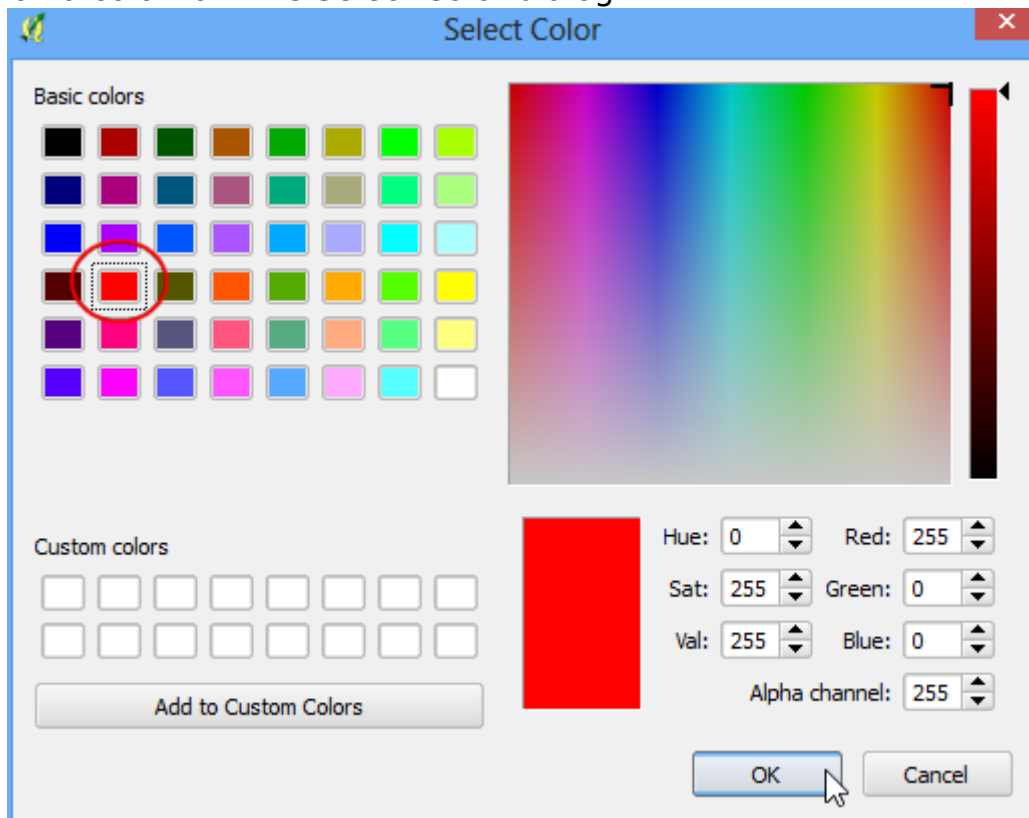 Select Color
Basic colors
Custom colors
Add to Custom Colors
Hue: 0 Red: 255
Sat: 255 Green: 0
Val: 255 Blue: 0
Alpha channel: 255
OK Cancel